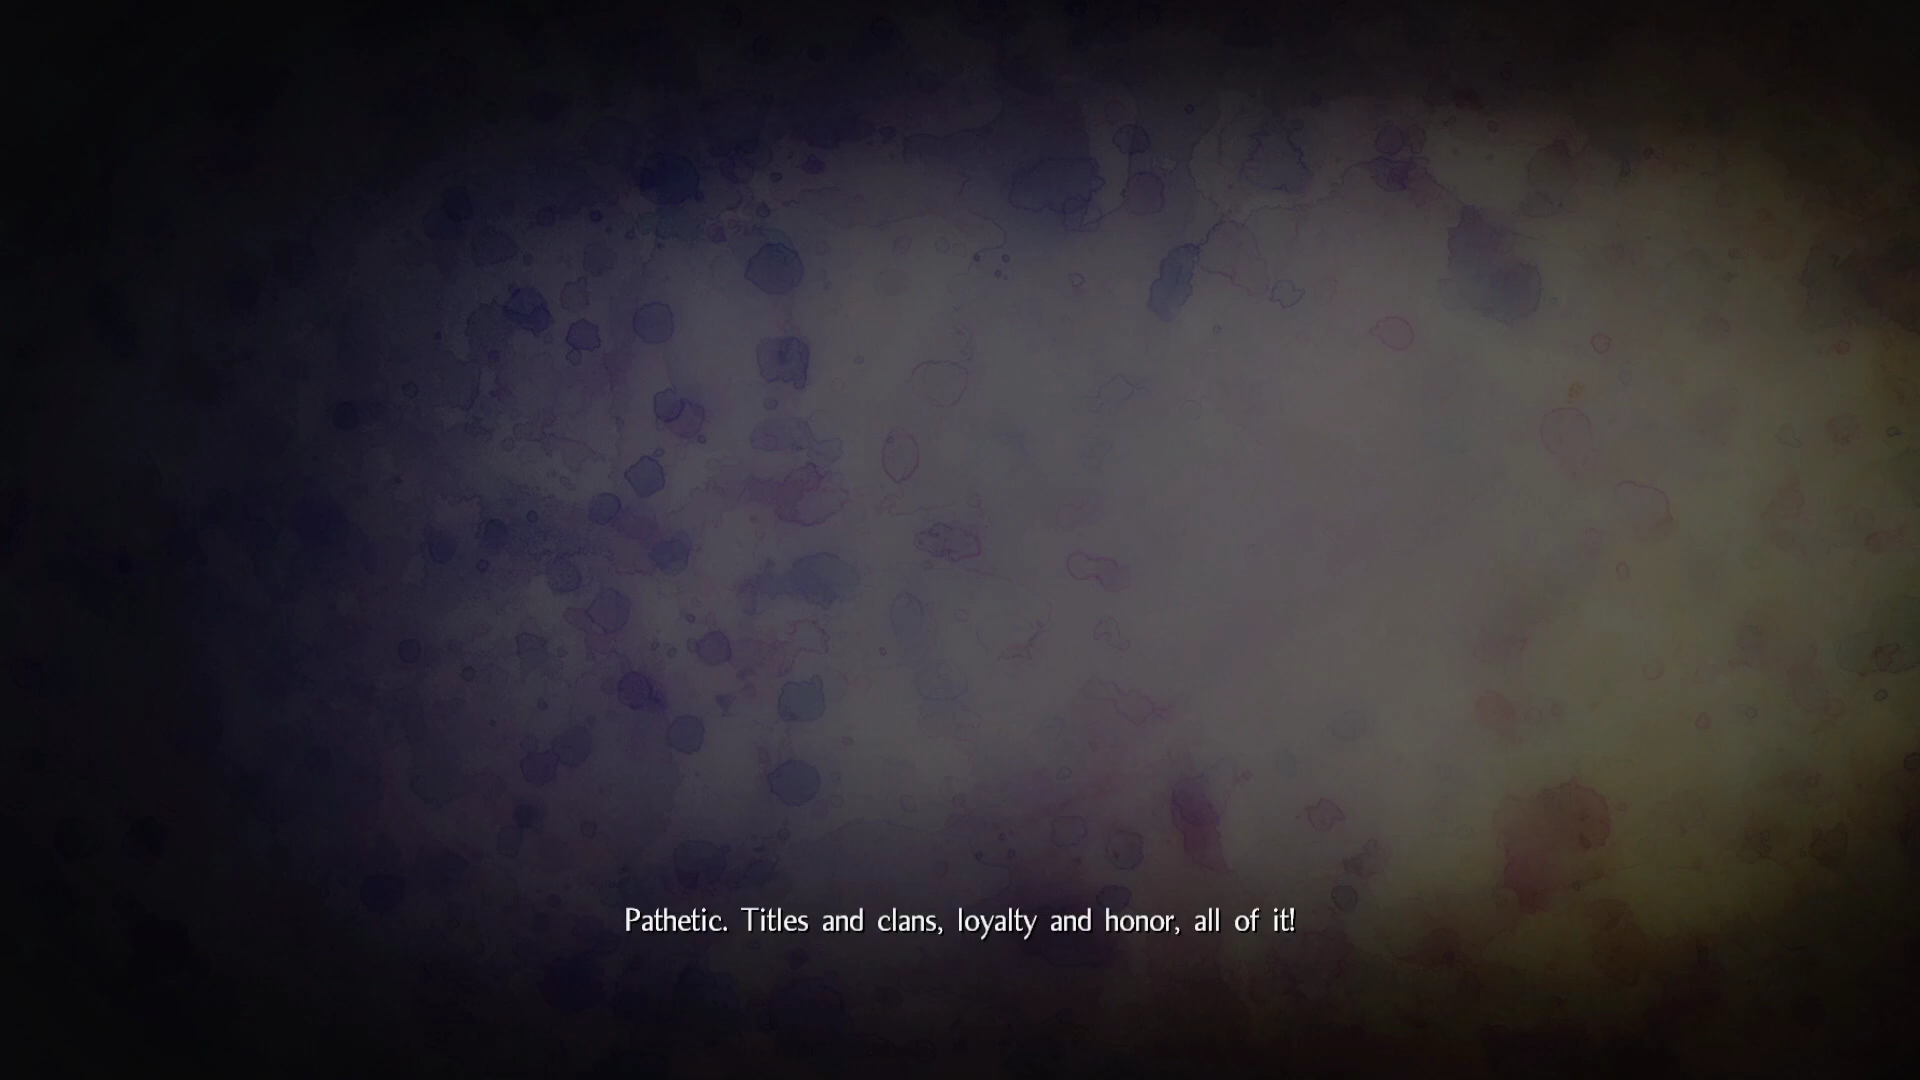 Pathetic. Titles and clans, loyalty and honor, all of it!